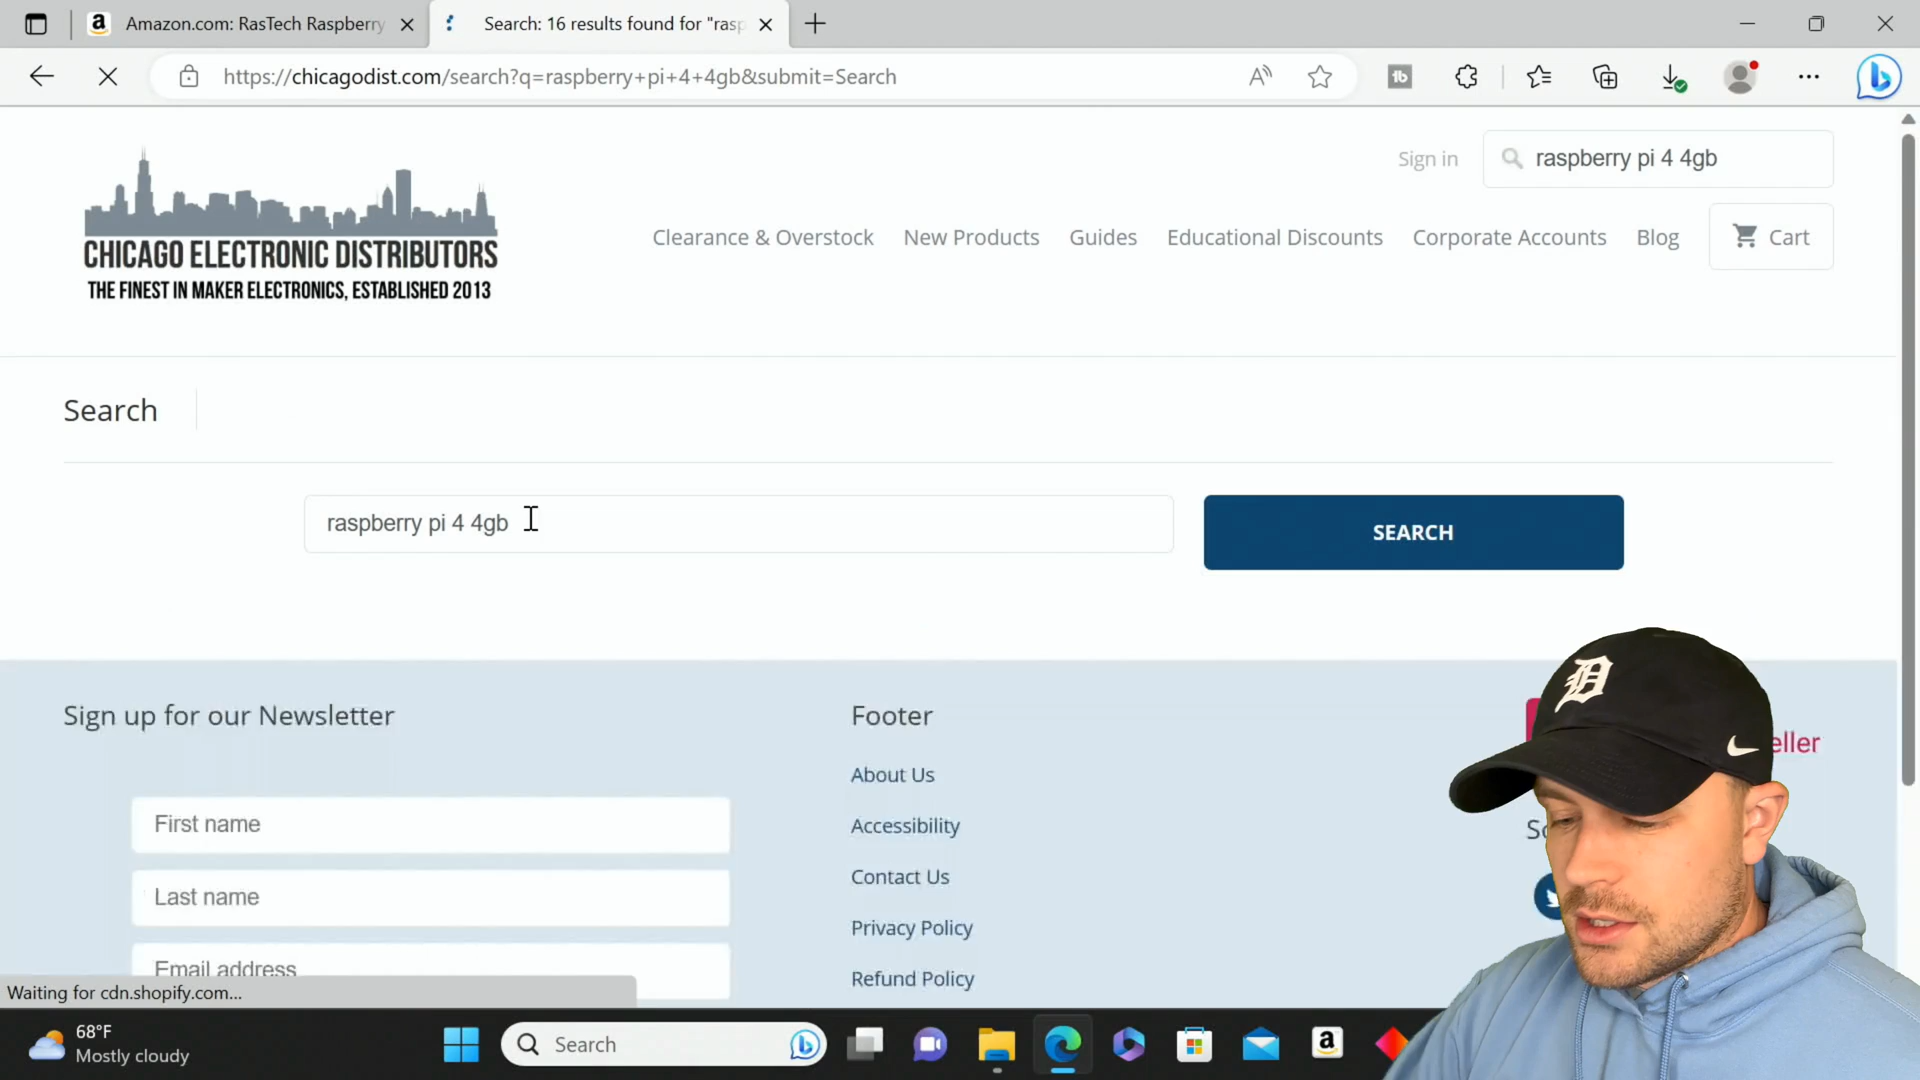 Amazon.com: RasTech Raspberry
Search: 16 results found for "rasp
https://chicagodist.com/search?q=raspberry+pi+4+4gb&submit=Search
Sign in
raspberry pi 4 4gb
CHICAGO ELECTRONIC DISTRIBUTORS
THE FINEST IN MAKER ELECTRONICS, ESTABLISHED 2013
Clearance & Overstock
New Products
Guides
Educational Discounts
Corporate Accounts
Blog
Cart
Search
raspberry pi 4 4gb
SEARCH
Sign up for our Newsletter
Footer
eller
First name
About Us
Accessibility
Last name
Contact Us
Privacy Policy
Email address
Refund Policy
Waiting for cdn.shopify.com...
68°F
Mostly cloudy
Search